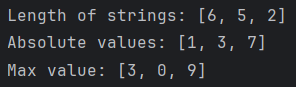 Length of strings: [6, 5, 2]
Absolute values: [1, 3, 7]
Max value: [3, 0, 9]